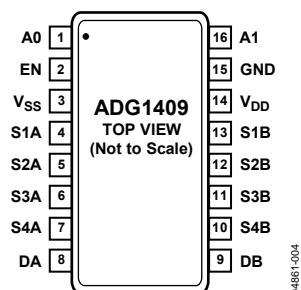 A0 1 16 A1
EN 2 15 GND
VSS 3 14 VDD
S1A 4 ADG1409 13 S1B
TOP VIEW
S2A 5 (Not to Scale) 12 S2B
S3A 6 11 S3B
S4A 7 10 S4B
DA 8 9 DB
04861-004